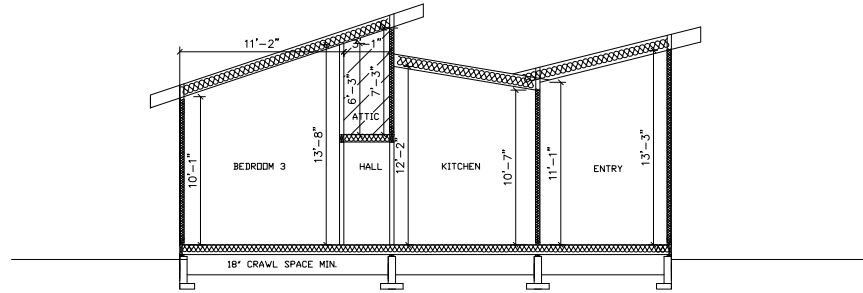 11'-2"
3'-1"
6'-3"
7'-3"
ATTIC
10'-1"
13'-8"
12'-2"
10'-7"
11'-1"
13'-3"
BEDROOM 3
HALL
KITCHEN
ENTRY
18" CRAWL SPACE MIN.